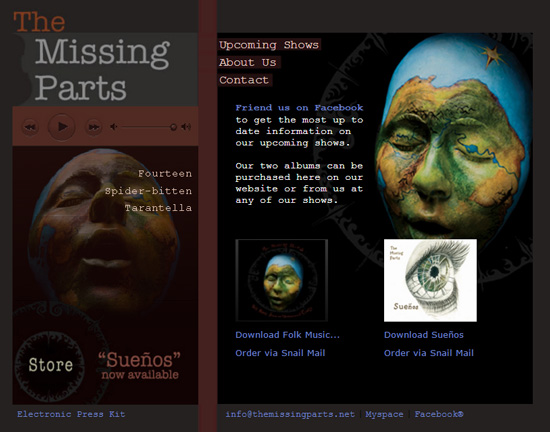 The
Missing
Parts
Upcoming Shows
About Us
Contact
Fourteen
Spider-bitten
Tarantella
Friend us on Facebook
to get the most up to
date information on
our upcoming shows.
Our two albums can be
purchased here on our
website or from us at
any of our shows.
The
Missing
Parts
Sueños
Download Folk Music...
Order via Snail Mail
Download Sueños
Order via Snail Mail
Store
“Sueños”
now available
Electronic Press Kit
info@themissingparts.net | Myspace | Facebook®